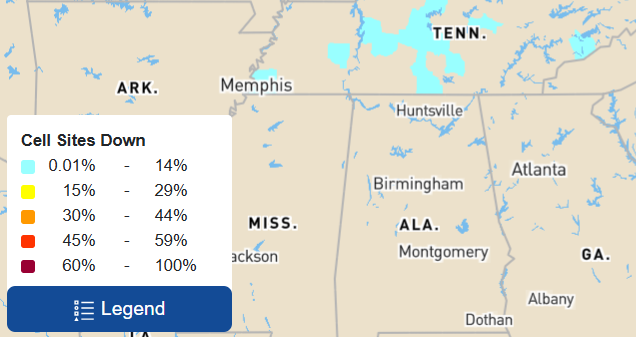 TENN.
ARK.
Memphis
Huntsville
Cell Sites Down
0.01% - 14%
15% - 29%
30% - 44%
45% - 59%
60% - 100%
Legend
Atlanta
Birmingham
MISS.
ALA.
ackson
Montgomery
GA.
Albany
Dothan